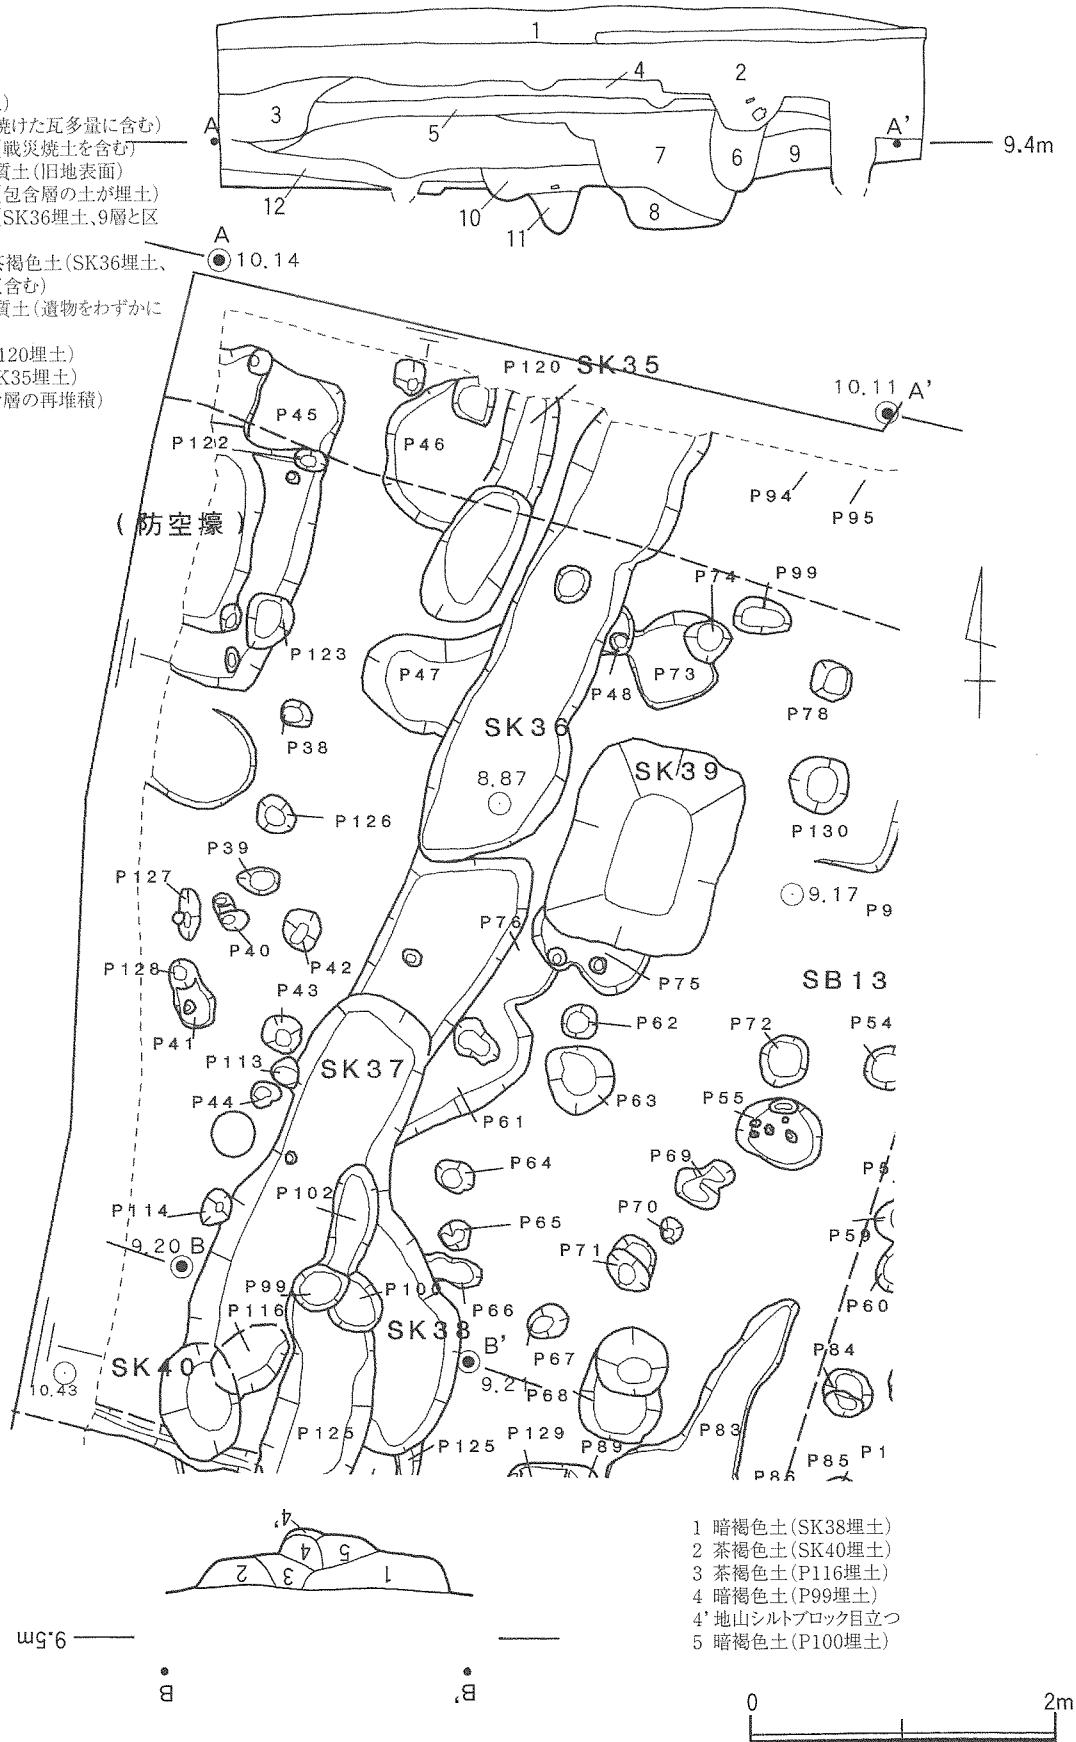 1
2
3
4
5
6
7
8
9
10
11
12
A
A'
9.4m
)
焼けた瓦多量に含む)
戦災焼土を含む)
質土(旧地表面)
包含層の土が埋土)
SK36埋土、9層と区
茶褐色土(SK36埋土、
含む)
質土(遺物をわずかに
120埋土)
K35埋土)
層の再堆積)
A
10.14
P120 SK35
10.11 A'
P45
P46
P122
P94
P95
(防空壕)
P74
P99
P123
P47
P48
P73
P78
P38
SK36
SK39
8.87
P126
P130
P39
P127
9.17
P9
P76
P40
P42
P128
P75
SB13
P43
P62
P72
P54
P41
P113
SK37
P44
P63
P55
P61
P64
P69
P5
P102
P114
P65
P70
P59
9.20 B
P71
P99
P100
P66
P60
P116
SK38
B'
P67
P84
SK40
10.43
9.21
P68
P125
P125
P129
P89
P83
P86
P85
P1
4'
4
5
2
3
1
9.5m
B
B'
1 暗褐色土(SK38埋土)
2 茶褐色土(SK40埋土)
3 茶褐色土(P116埋土)
4 暗褐色土(P99埋土)
4' 地山シルトブロック目立つ
5 暗褐色土(P100埋土)
0
2m